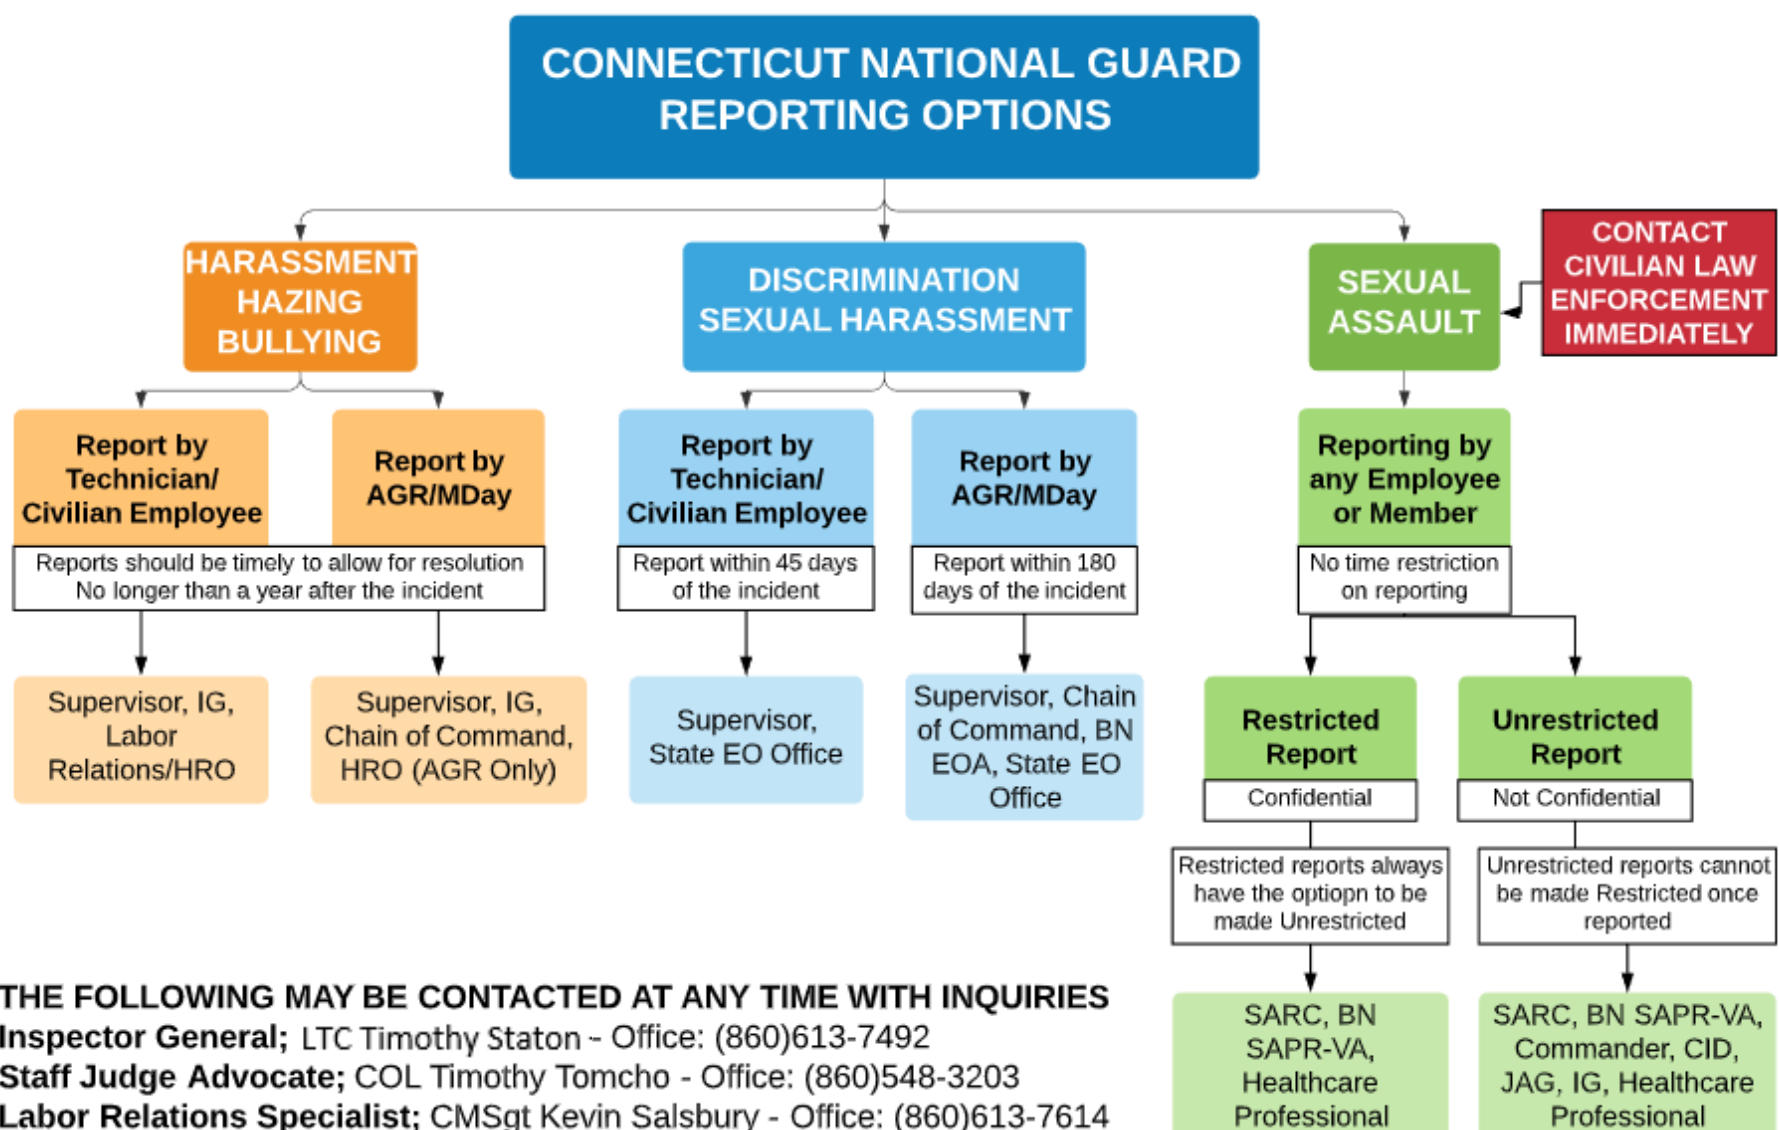 CONNECTICUT NATIONAL GUARD
REPORTING OPTIONS
HARASSMENT
HAZING
BULLYING
DISCRIMINATION
SEXUAL HARASSMENT
SEXUAL
ASSAULT
CONTACT
CIVILIAN LAW
ENFORCEMENT
IMMEDIATELY
Report by
Technician/
Civilian Employee
Report by
AGR/MDay
Reports should be timely to allow for resolution
No longer than a year after the incident
Report by
Technician/
Civilian Employee
Report within 45 days
of the incident
Report by
AGR/MDay
Report within 180
days of the incident
Reporting by
any Employee
or Member
No time restriction
on reporting
Supervisor, IG,
Labor
Relations/HRO
Supervisor, IG,
Chain of Command,
HRO (AGR Only)
Supervisor,
State EO Office
Supervisor, Chain
of Command, BN
EOA, State EO
Office
Restricted
Report
Confidential
Restricted reports always
have the optiopn to be
made Unrestricted
SARC, BN
SAPR-VA,
Healthcare
Professional
Unrestricted
Report
Not Confidential
Unrestricted reports cannot
be made Restricted once
reported
SARC, BN SAPR-VA,
Commander, CID,
JAG, IG, Healthcare
Professional
THE FOLLOWING MAY BE CONTACTED AT ANY TIME WITH INQUIRIES
Inspector General; LTC Timothy Staton - Office: (860)613-7492
Staff Judge Advocate; COL Timothy Tomcho - Office: (860)548-3203
Labor Relations Specialist; CMSgt Kevin Salsbury - Office: (860)613-7614